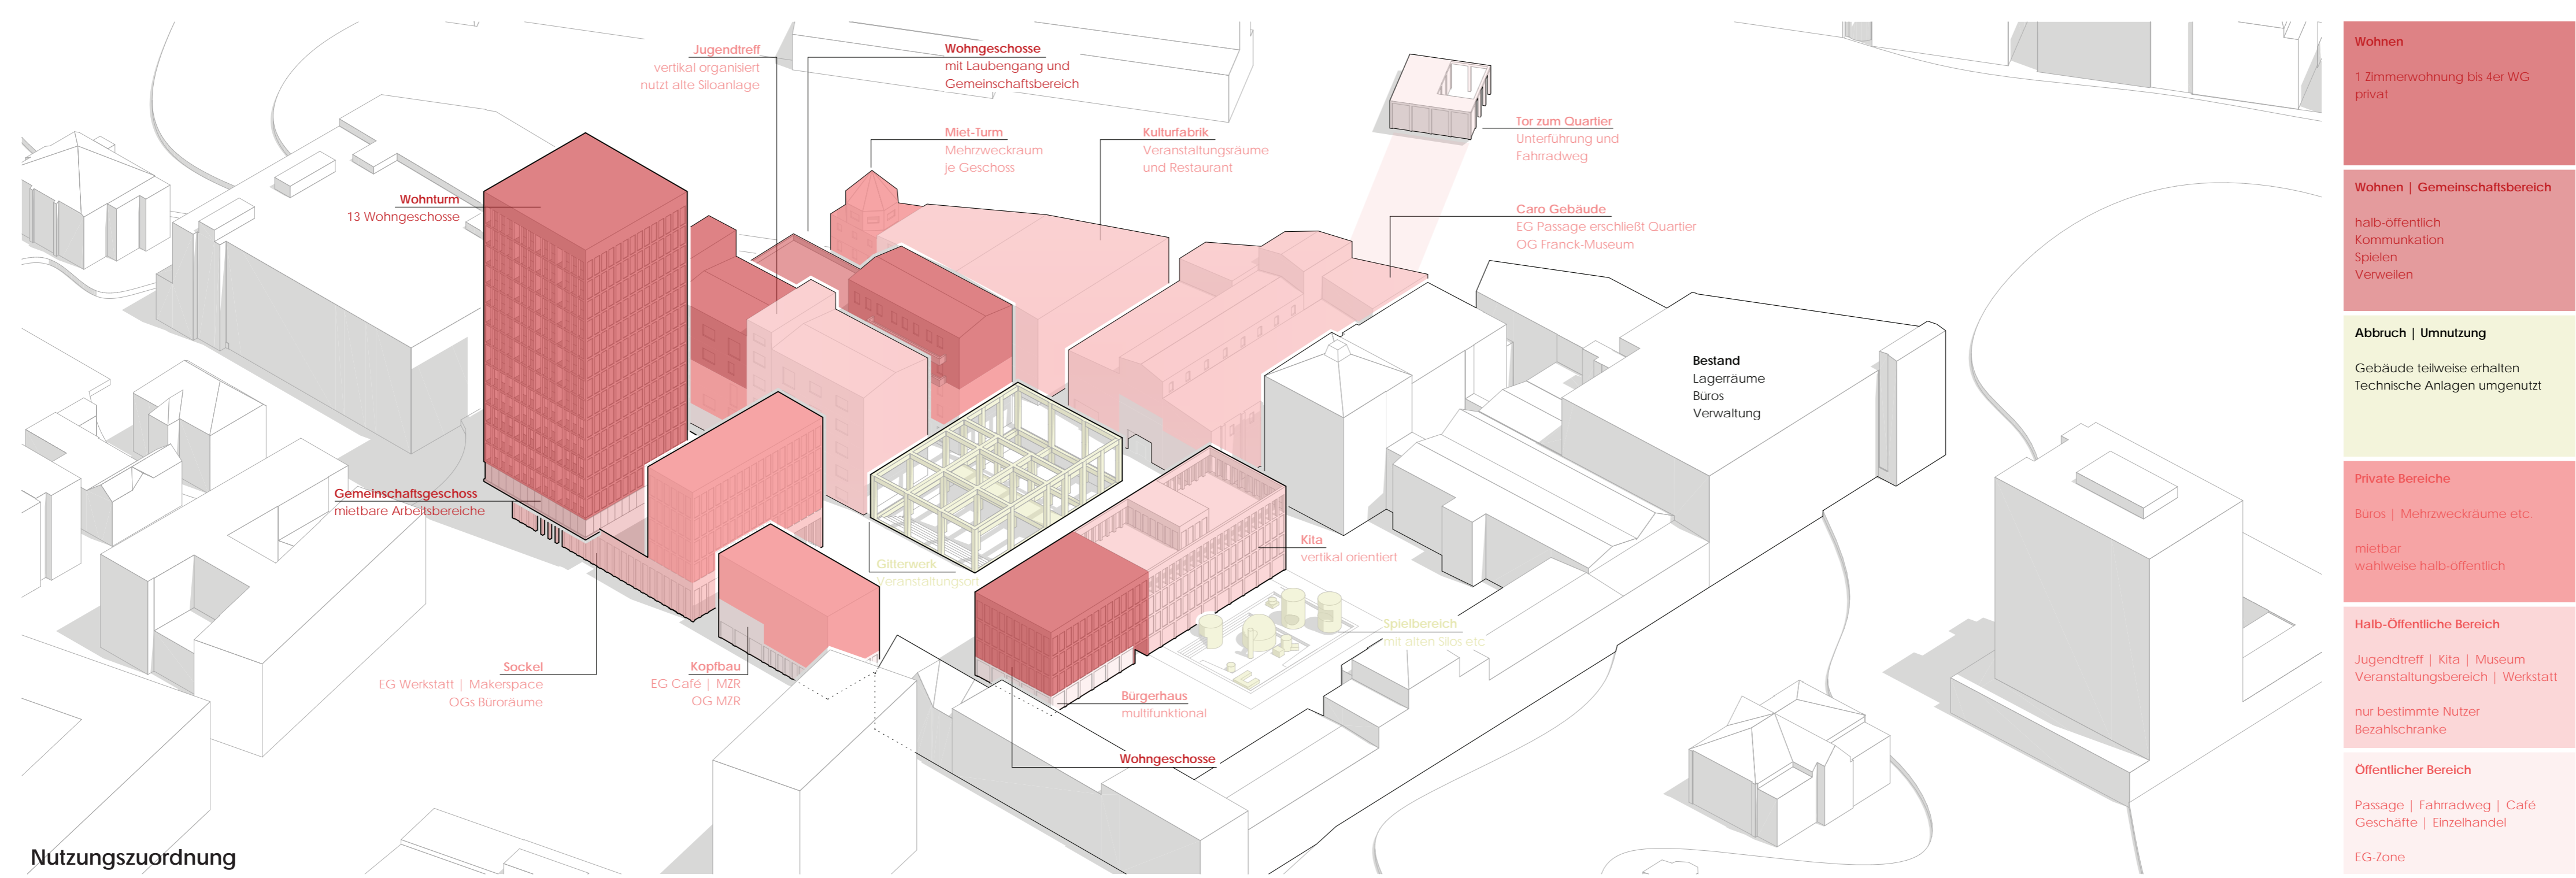 Jugendtreff
vertikal organisiert
nutzt alte Siloanlage
Wohngeschosse
mit Laubengang und
Gemeinschaftsbereich
Miet-Turm
Mehrzweckraum
je Geschoss
Kulturfabrik
Veranstaltungsräume
und Restaurant
Tor zum Quartier
Unterführung und
Fahrradweg
Wohnturm
13 Wohngeschosse
Caro Gebäude
EG Passage erschließt Quartier
OG Franck-Museum
Bestand
Lagerräume
Büros
Verwaltung
Gemeinschaftsgeschoss
mietbare Arbeitsbereiche
Gitterwerk
Veranstaltungsort
Kita
vertikal orientiert
Spielbereich
mit alten Silos etc
Sockel
EG Werkstatt | Makerspace
OGs Büroräume
Kopfbau
EG Café | MZR
OG MZR
Bürgerhaus
multifunktional
Wohngeschosse
Nutzungszuordnung
Wohnen
1 Zimmerwohnung bis 4er WG
privat
Wohnen | Gemeinschaftsbereich
halb-öffentlich
Kommunkation
Spielen
Verweilen
Abbruch | Umnutzung
Gebäude teilweise erhalten
Technische Anlagen umgenutzt
Private Bereiche
Büros | Mehrzweckräume etc.
mietbar
wahlweise halb-öffentlich
Halb-Öffentliche Bereich
Jugendtreff | Kita | Museum
Veranstaltungsbereich | Werkstatt
nur bestimmte Nutzer
Bezahlschranke
Öffentlicher Bereich
Passage | Fahrradweg | Café
Geschäfte | Einzelhandel
EG-Zone